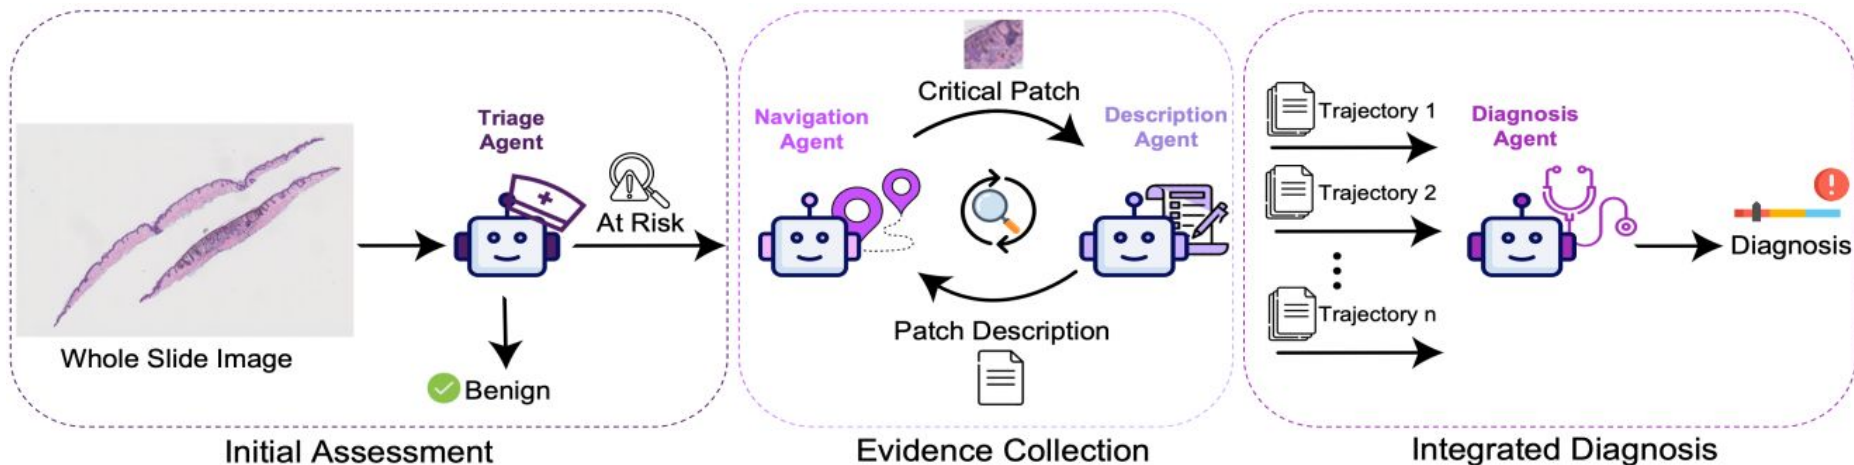 Triage
Agent
At Risk
Whole Slide Image
Benign
Initial Assessment
Critical Patch
Navigation
Agent
Description
Agent
Patch Description
Evidence Collection
Trajectory 1
Trajectory 2
Trajectory n
Diagnosis
Agent
Diagnosis
Integrated Diagnosis